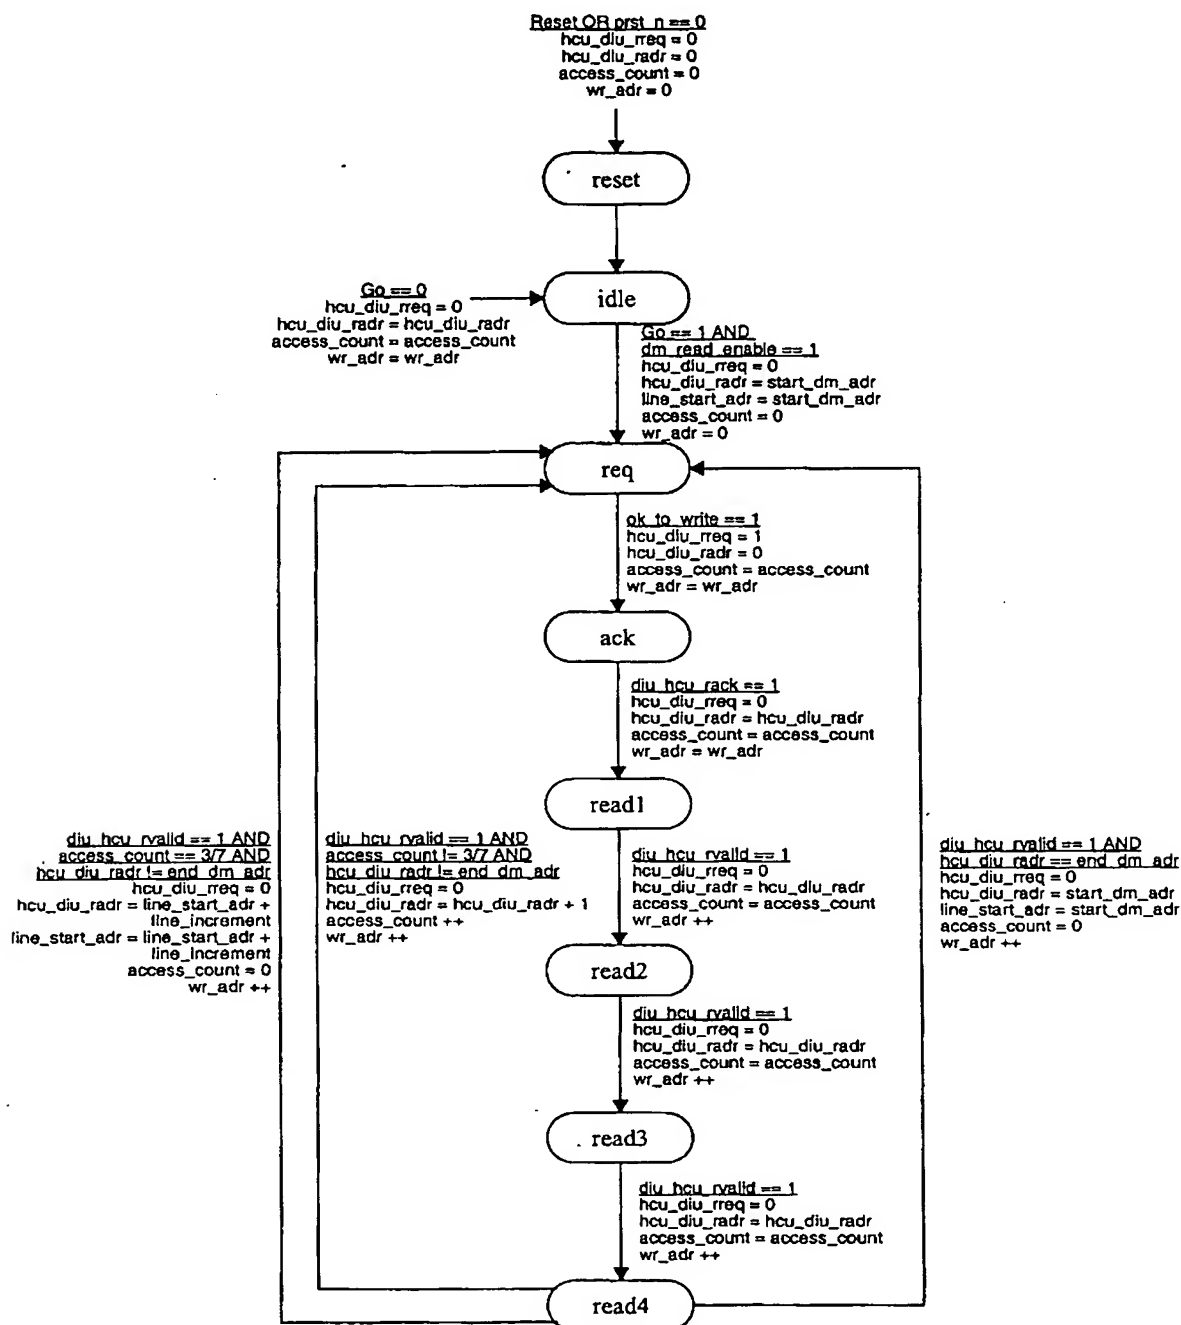 Reset OR prst_n == 0
hcu_diu_rreq = 0
hcu_diu_radr = 0
access_count = 0
wr_adr = 0
reset
Go == 0
hcu_diu_rreq = 0
hcu_diu_radr = hcu_diu_radr
access_count = access_count
wr_adr = wr_adr
idle
Go == 1 AND
dm_read_enable == 1
hcu_diu_rreq = 0
hcu_diu_radr = start_dm_adr
line_start_adr = start_dm_adr
access_count = 0
wr_adr = 0
req
ok_to_write == 1
hcu_diu_rreq = 1
hcu_diu_radr = 0
access_count = access_count
wr_adr = wr_adr
ack
diu_hcu_rack == 1
hcu_diu_rreq = 0
hcu_diu_radr = hcu_diu_radr
access_count = access_count
wr_adr = wr_adr
read1
diu_hcu_rvalid == 1 AND
access_count == 3/7 AND
hcu_diu_radr != end_dm_adr
hcu_diu_rreq = 0
hcu_diu_radr = line_start_adr +
line_increment
line_start_adr = line_start_adr +
line_increment
access_count = 0
wr_adr ++
diu_hcu_rvalid == 1 AND
access_count != 3/7 AND
hcu_diu_radr != end_dm_adr
hcu_diu_rreq = 0
hcu_diu_radr = hcu_diu_radr + 1
access_count ++
wr_adr ++
diu_hcu_rvalid == 1
hcu_diu_rreq = 0
hcu_diu_radr = hcu_diu_radr
access_count = access_count
wr_adr ++
diu_hcu_rvalid == 1 AND
hcu_diu_radr == end_dm_adr
hcu_diu_rreq = 0
hcu_diu_radr = start_dm_adr
line_start_adr = start_dm_adr
access_count = 0
wr_adr ++
read2
diu_hcu_rvalid == 1
hcu_diu_rreq = 0
hcu_diu_radr = hcu_diu_radr
access_count = access_count
wr_adr ++
read3
diu_hcu_rvalid == 1
hcu_diu_rreq = 0
hcu_diu_radr = hcu_diu_radr
access_count = access_count
wr_adr ++
read4